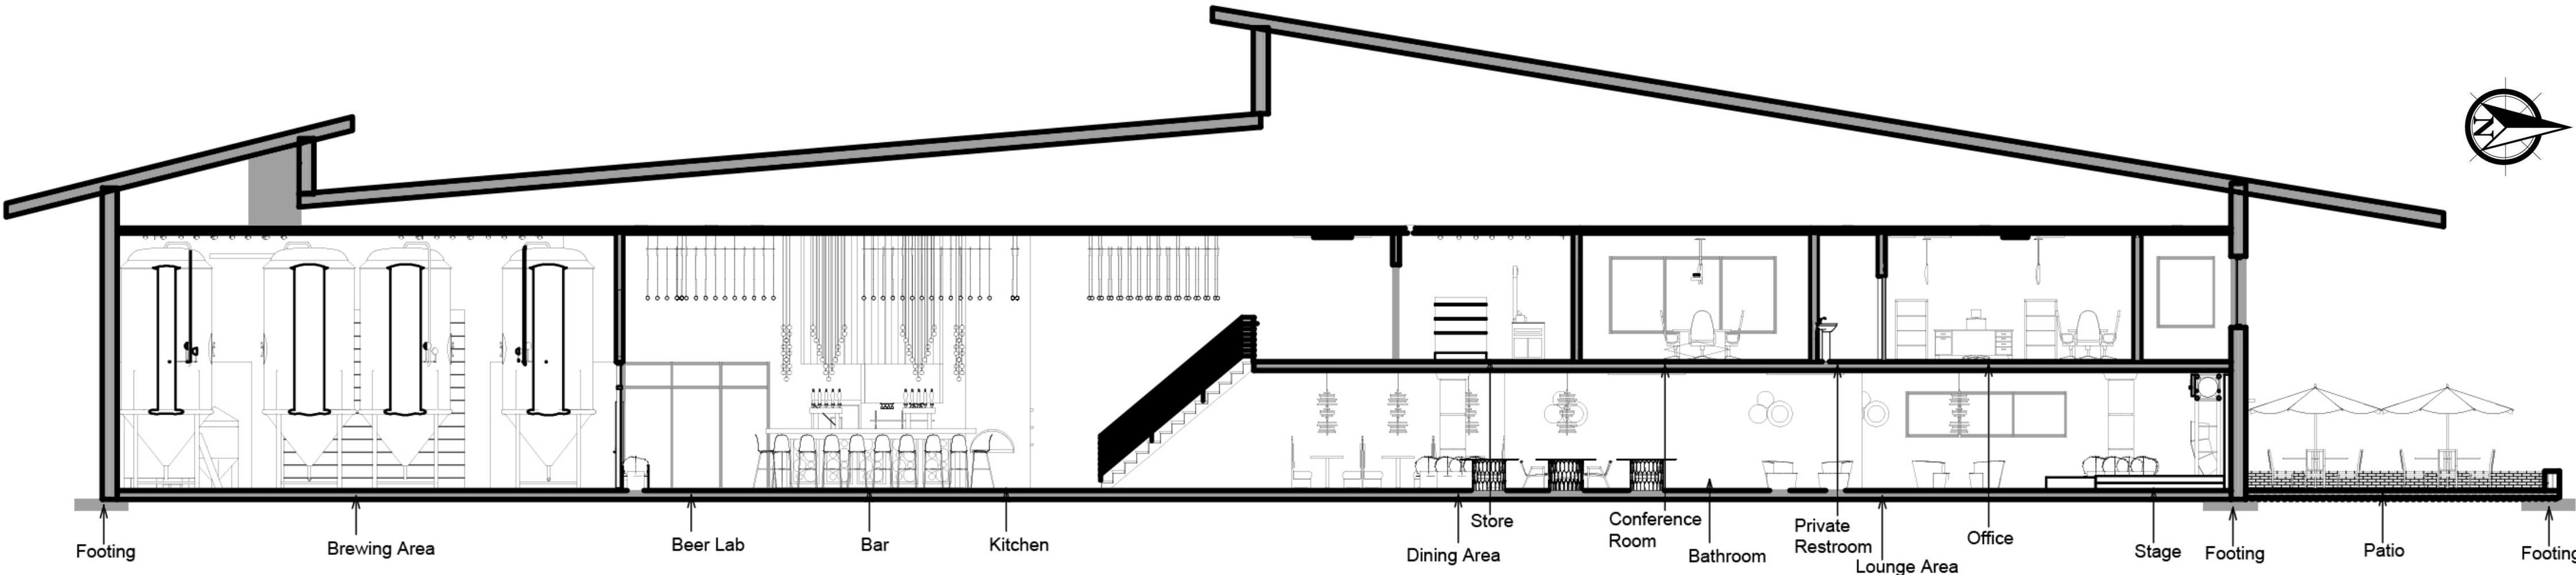 N
Footing
Brewing Area
Beer Lab
Bar
Kitchen
Dining Area
Store
Conference
Room
Bathroom
Private
Restroom
Lounge Area
Office
Stage
Footing
Patio
Footing